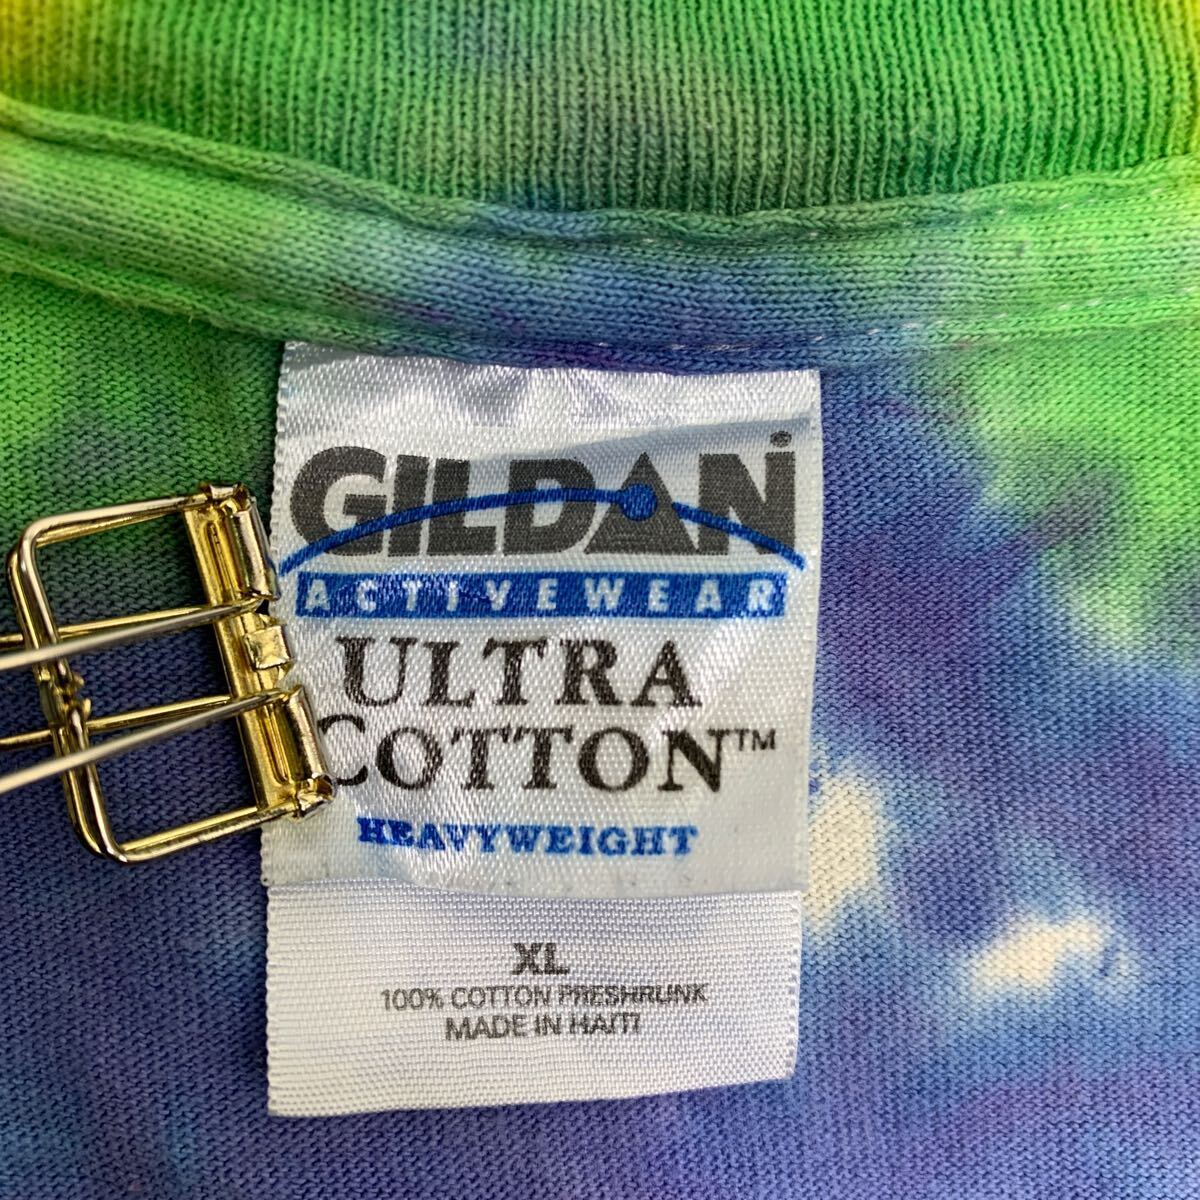 GILDAN
ACTIVEWEAR
ULTRA
COTTON™
HEAVYWEIGHT
XL
100% COTTON PRESHRUNK
MADE IN HAITI